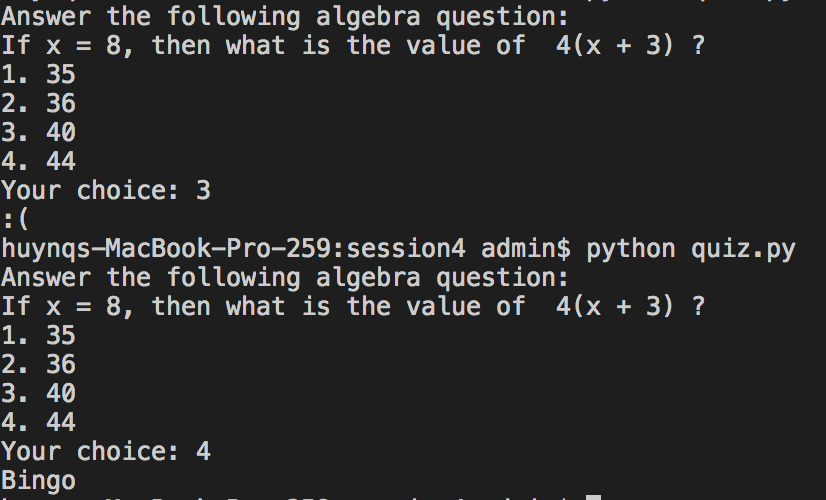 Answer the following algebra question:
If x = 8, then what is the value of  4(x + 3) ?
1. 35
2. 36
3. 40
4. 44
Your choice: 3
:(
huynqs-MacBook-Pro-259:session4 admin$ python quiz.py
Answer the following algebra question:
If x = 8, then what is the value of  4(x + 3) ?
1. 35
2. 36
3. 40
4. 44
Your choice: 4
Bingo